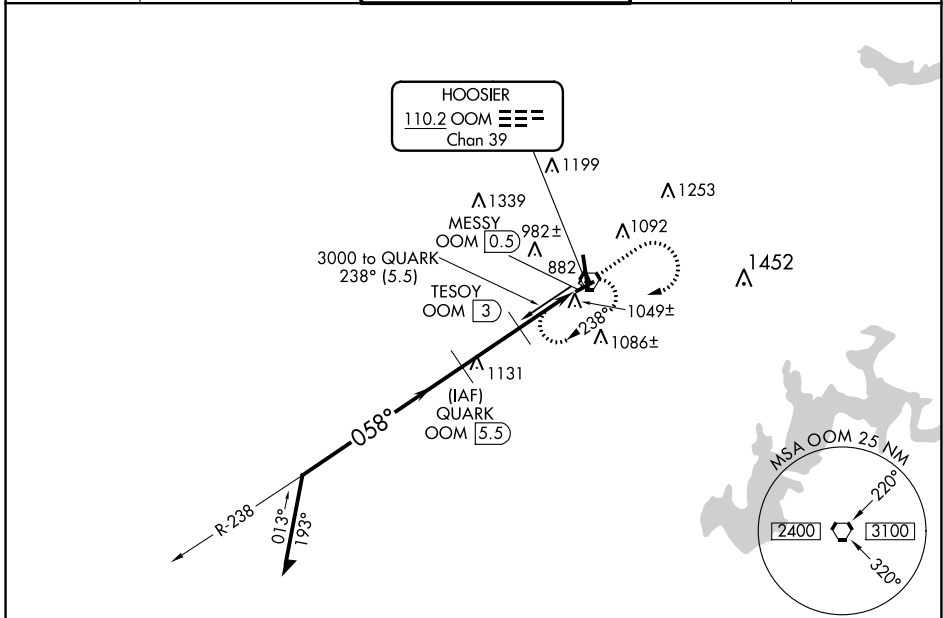 HOOSIER
110.2 OOM
Chan 39
1199
1253
1339
MESSY
OOM 0.5
982±
1092
3000 to QUARK
238° (5.5)
882
1452
TESOY
OOM 3
1049±
238°
1086±
1131
(IAF)
QUARK
OOM 5.5
058°
R-238
013°
193°
MSA OOM 25 NM
220°
2400
3100
320°